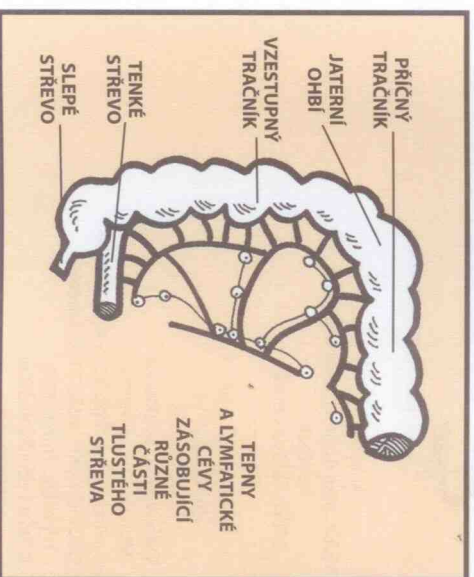 PŘÍČNÝ
TRAČNÍK
JATERNÍ
OHBÍ
VZESTUPNÝ
TRAČNÍK
TENKÉ
STŘEVO
SLEPÉ
STŘEVO
TEPNY
A LYMFATICKÉ
CÉVY
ZÁSOBUJÍCÍ
RŮZNÉ
ČÁSTI
TLUSTÉHO
STŘEVA